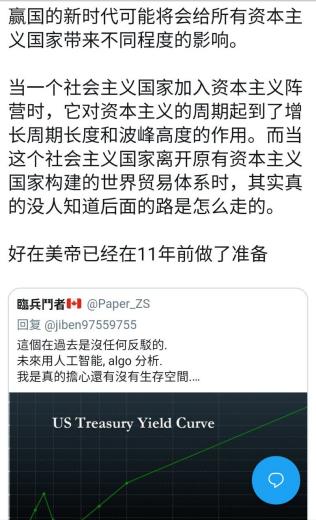 赢国的新时代可能将会给所有资本主
义国家带来不同程度的影响。
当一个社会主义国家加入资本主义阵
营时，它对资本主义的周期起到了增
长周期长度和波峰高度的作用。而当
这个社会主义国家离开原有资本主义
国家构建的世界贸易体系时，其实真
的没人知道后面的路是怎么走的。
好在美帝已经在11年前做了准备
臨兵鬥者🇨🇦 @Paper_ZS
回复 @jiben97559755
這個在過去是沒任何反駁的.
未來用人工智能, algo 分析.
我是真的擔心還有沒有生存空間....
US Treasury Yield Curve